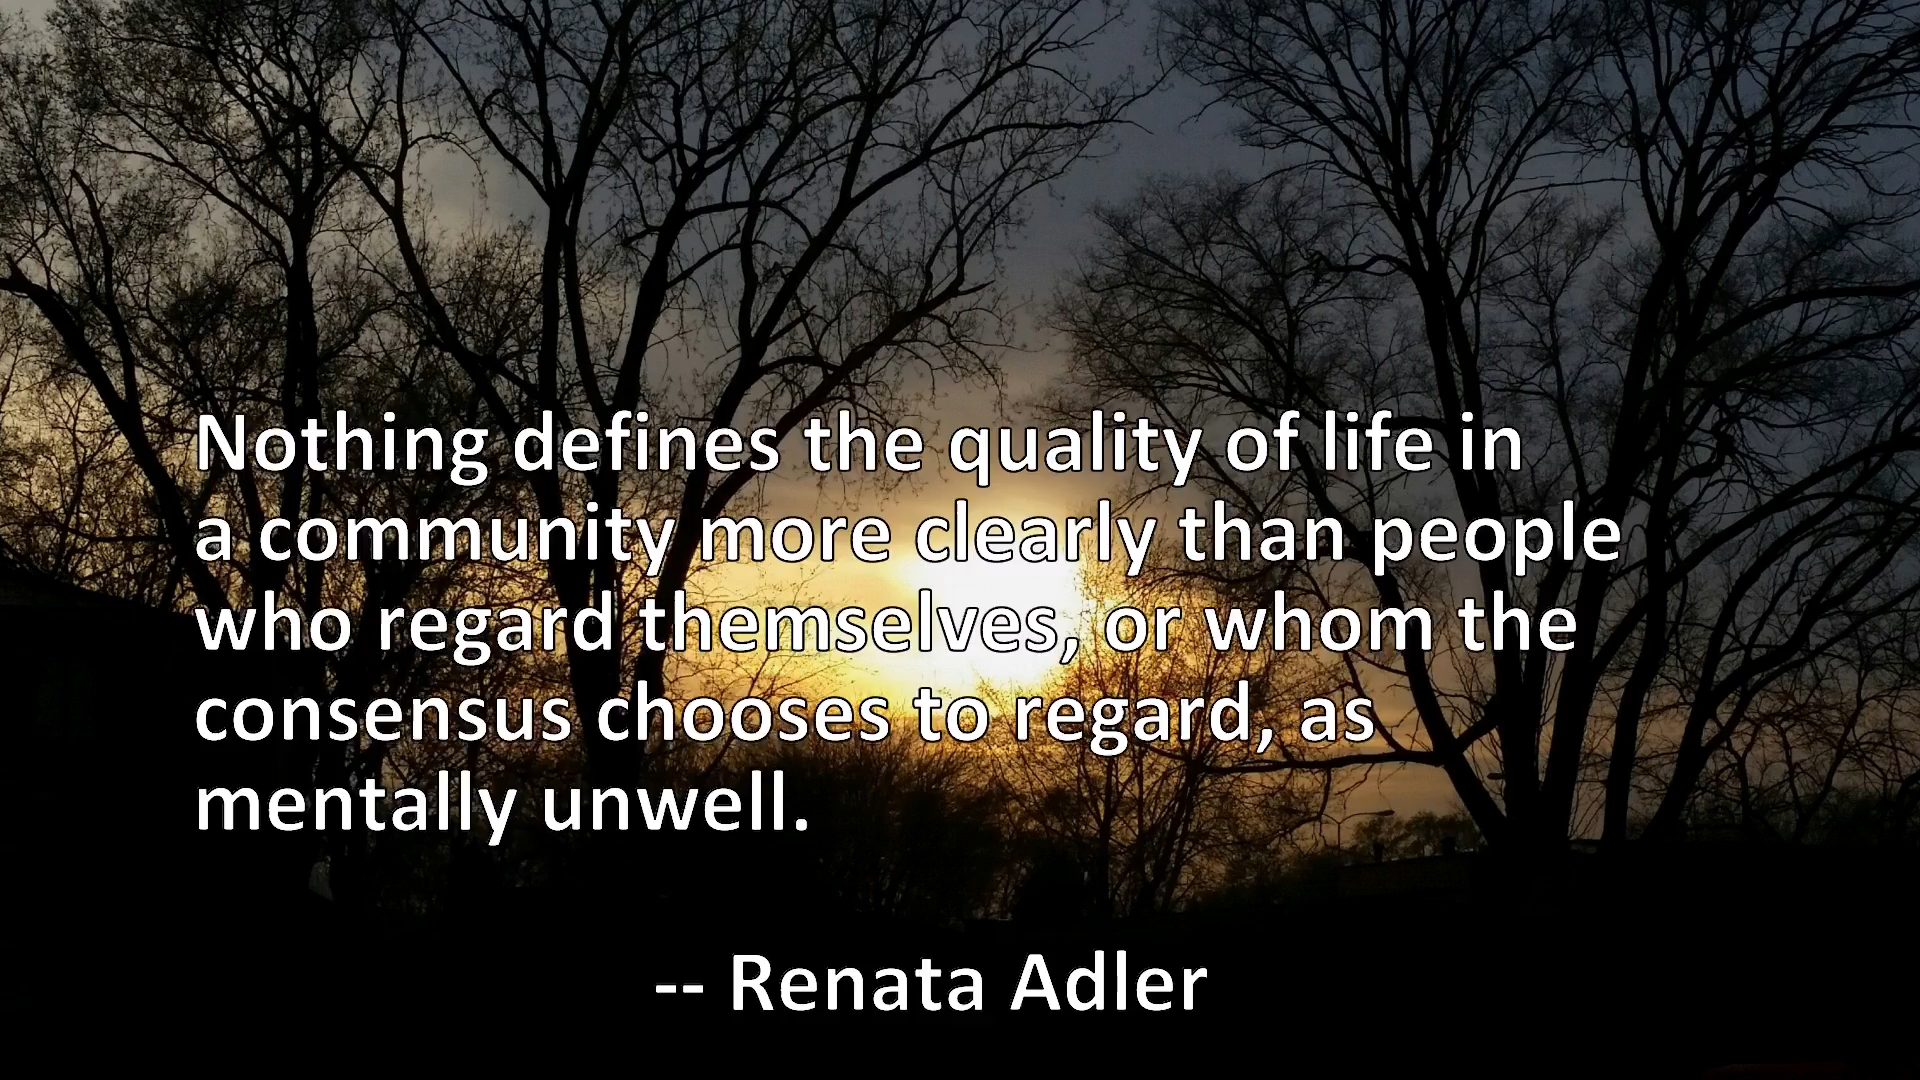 Nothing defines the quality of life in
a community more clearly than people
who regard themselves, or whom the
consensus chooses to regard, as
mentally unwell.
-- Renata Adler